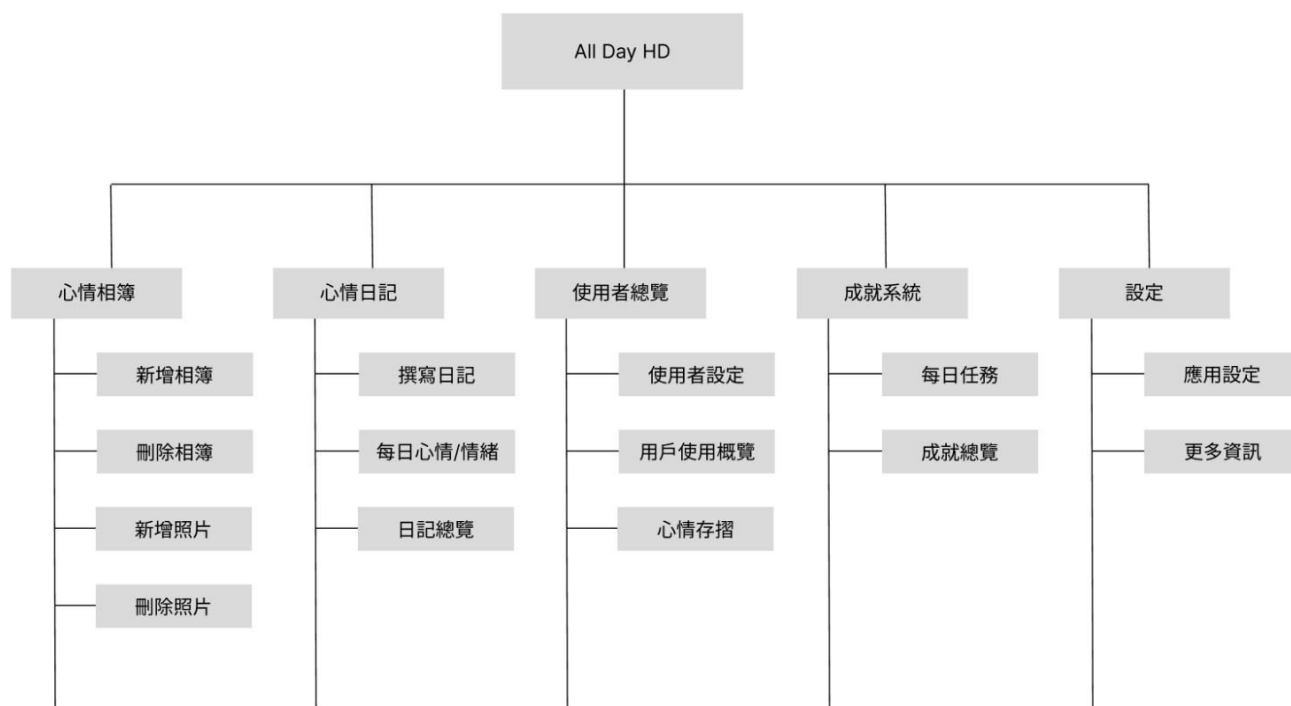 All Day HD
心情相簿
心情日記
使用者總覽
成就系統
設定
新增相簿
撰寫日記
使用者設定
每日任務
應用設定
刪除相簿
每日心情/情緒
用戶使用概覽
成就總覽
更多資訊
新增照片
日記總覽
心情存摺
刪除照片